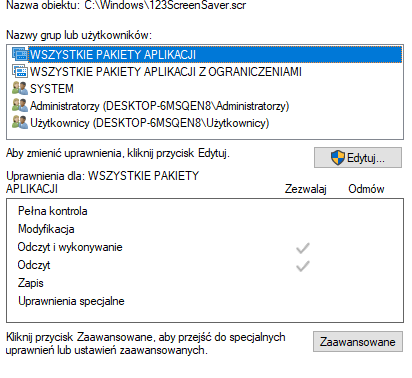 Nazwa obiektu: C:\Windows\123ScreenSaver.scr
Nazwy grup lub użytkowników:
WSZYSTKIE PAKIETY APLIKACJI
WSZYSTKIE PAKIETY APLIKACJI Z OGRANICZENIAMI
SYSTEM
Administratorzy (DESKTOP-6MSQEN8\Administratorzy)
Użytkownicy (DESKTOP-6MSQEN8\Użytkownicy)
Aby zmienić uprawnienia, kliknij przycisk Edytuj.
Edytuj...
Uprawnienia dla: WSZYSTKIE PAKIETY
APLIKACJI Zezwalaj Odmów
Pełna kontrola
Modyfikacja
Odczyt i wykonywanie
Odczyt
Zapis
Uprawnienia specjalne
Kliknij przycisk Zaawansowane, aby przejść do specjalnych
uprawnień lub ustawień zaawansowanych.
Zaawansowane